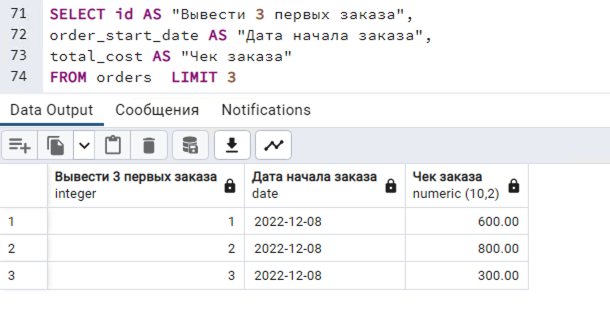 71 SELECT id AS "Вывести 3 первых заказа",
72 order_start_date AS "Дата начала заказа",
73 total_cost AS "Чек заказа"
74 FROM orders  LIMIT 3
Data Output Сообщения Notifications
Вывести 3 первых заказа Дата начала заказа Чек заказа
integer date numeric (10,2)
1 1 2022-12-08 600.00
2 2 2022-12-08 800.00
3 3 2022-12-08 300.00